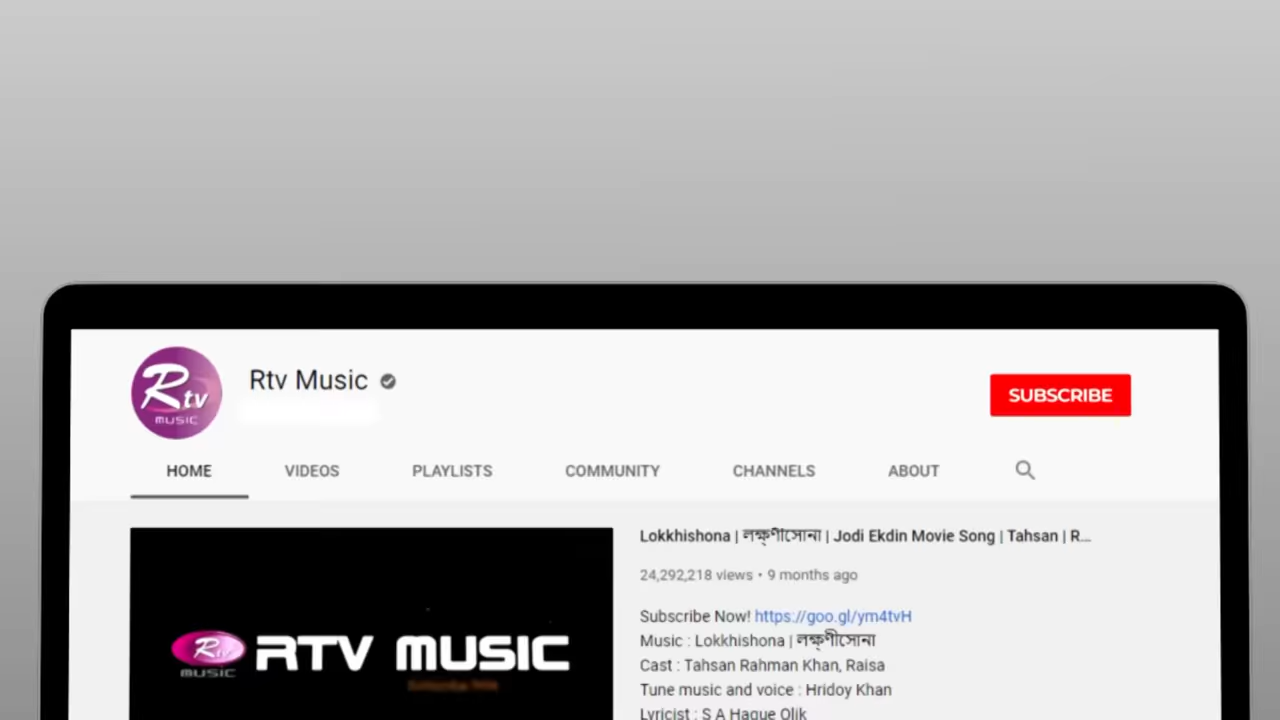 Rtv Music
Rtv
MUSIC
SUBSCRIBE
HOME VIDEOS PLAYLISTS COMMUNITY CHANNELS ABOUT
Lokkhishona | লক্ষ্ণীসোনা | Jodi Ekdin Movie Song | Tahsan | R...
24,292,218 views • 9 months ago
Subscribe Now! https://goo.gl/ym4tvH
Music : Lokkhishona | লক্ষ্ণীসোনা
Cast : Tahsan Rahman Khan, Raisa
Tune music and voice : Hridoy Khan
Lyricist : S A Haque Olik
Rtv
MUSIC
RTV MUSIC